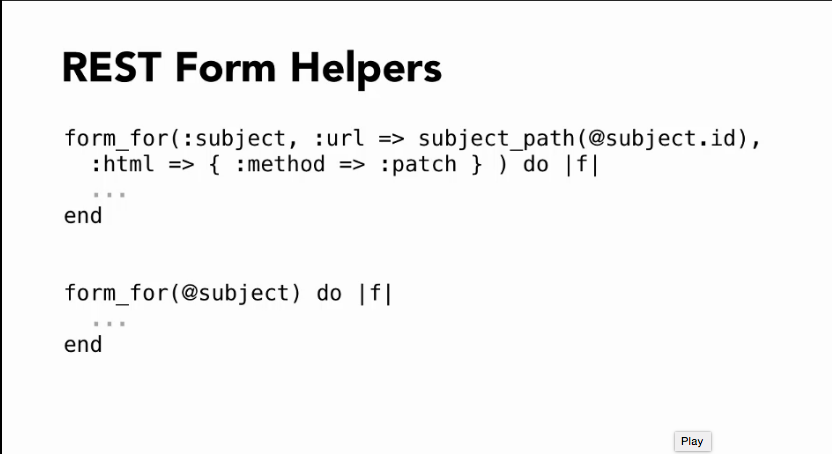 REST Form Helpers
form_for(:subject, :url => subject_path(@subject.id),
  :html => { :method => :patch } ) do |f|
  ...
end
form_for(@subject) do |f|
  ...
end
Play